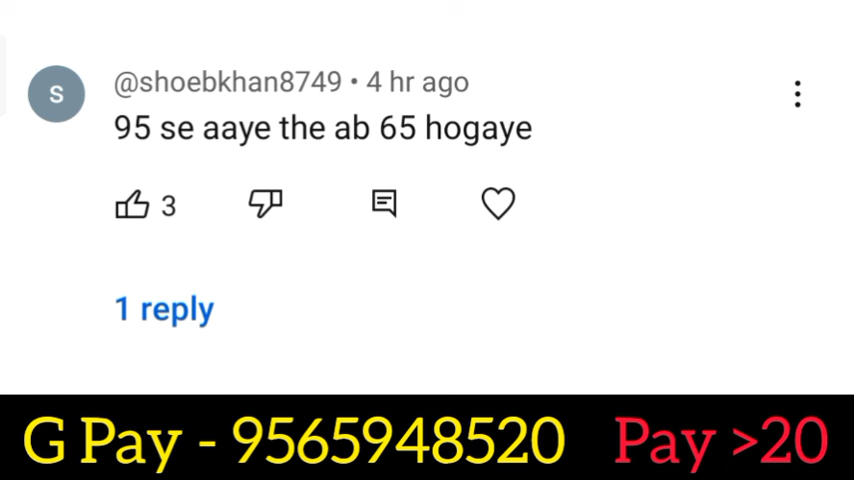 S
@shoebkhan8749 • 4 hr ago
95 se aaye the ab 65 hogaye
3
1 reply
G Pay - 9565948520 Pay >20